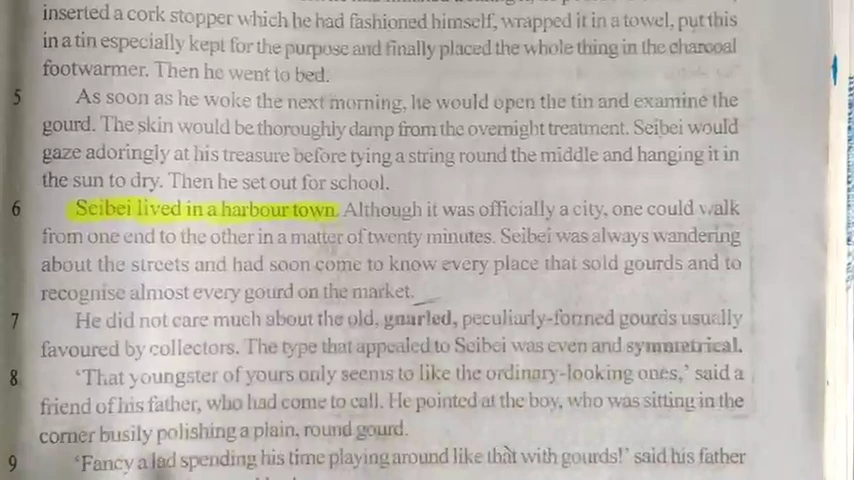 inserted a cork stopper which he had fashioned himself, wrapped it in a towel, put this
in a tin especially kept for the purpose and finally placed the whole thing in the charcoal
footwarmer. Then he went to bed.
5 As soon as he woke the next morning, he would open the tin and examine the
gourd. The skin would be thoroughly damp from the overnight treatment. Seibei would
gaze adoringly at his treasure before tying a string round the middle and hanging it in
the sun to dry. Then he set out for school.
6 Seibei lived in a harbour town. Although it was officially a city, one could walk
from one end to the other in a matter of twenty minutes. Seibei was always wandering
about the streets and had soon come to know every place that sold gourds and to
recognise almost every gourd on the market.
7 He did not care much about the old, gnarled, peculiarly-formed gourds usually
favoured by collectors. The type that appealed to Seibei was even and symmetrical.
8 ‘That youngster of yours only seems to like the ordinary-looking ones,’ said a
friend of his father, who had come to call. He pointed at the boy, who was sitting in the
corner busily polishing a plain, round gourd.
9 ‘Fancy a lad spending his time playing around like that with gourds!’ said his father